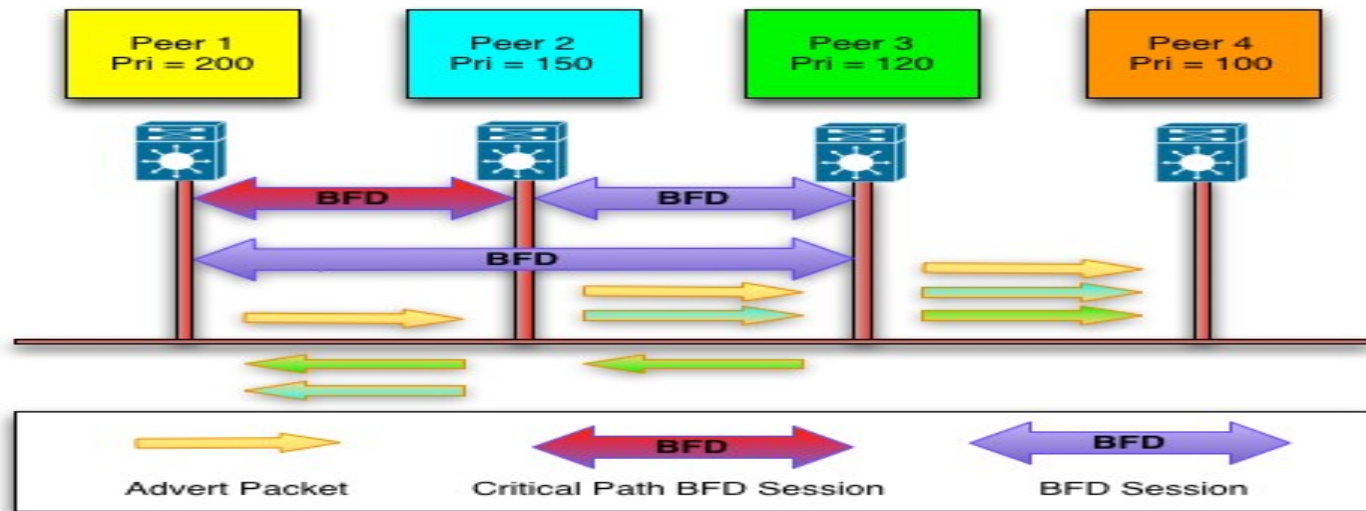 Peer 1
Pri = 200
Peer 2
Pri = 150
Peer 3
Pri = 120
Peer 4
Pri = 100
BFD
BFD
BFD
BFD
BFD
Advert Packet
Critical Path BFD Session
BFD Session